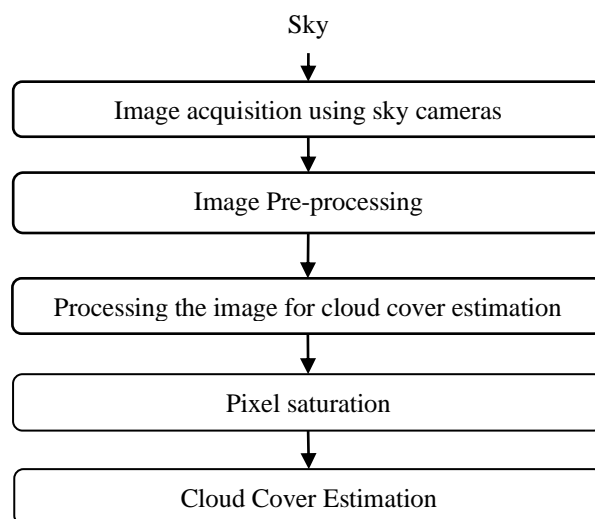 Sky
Image acquisition using sky cameras
Image Pre-processing
Processing the image for cloud cover estimation
Pixel saturation
Cloud Cover Estimation